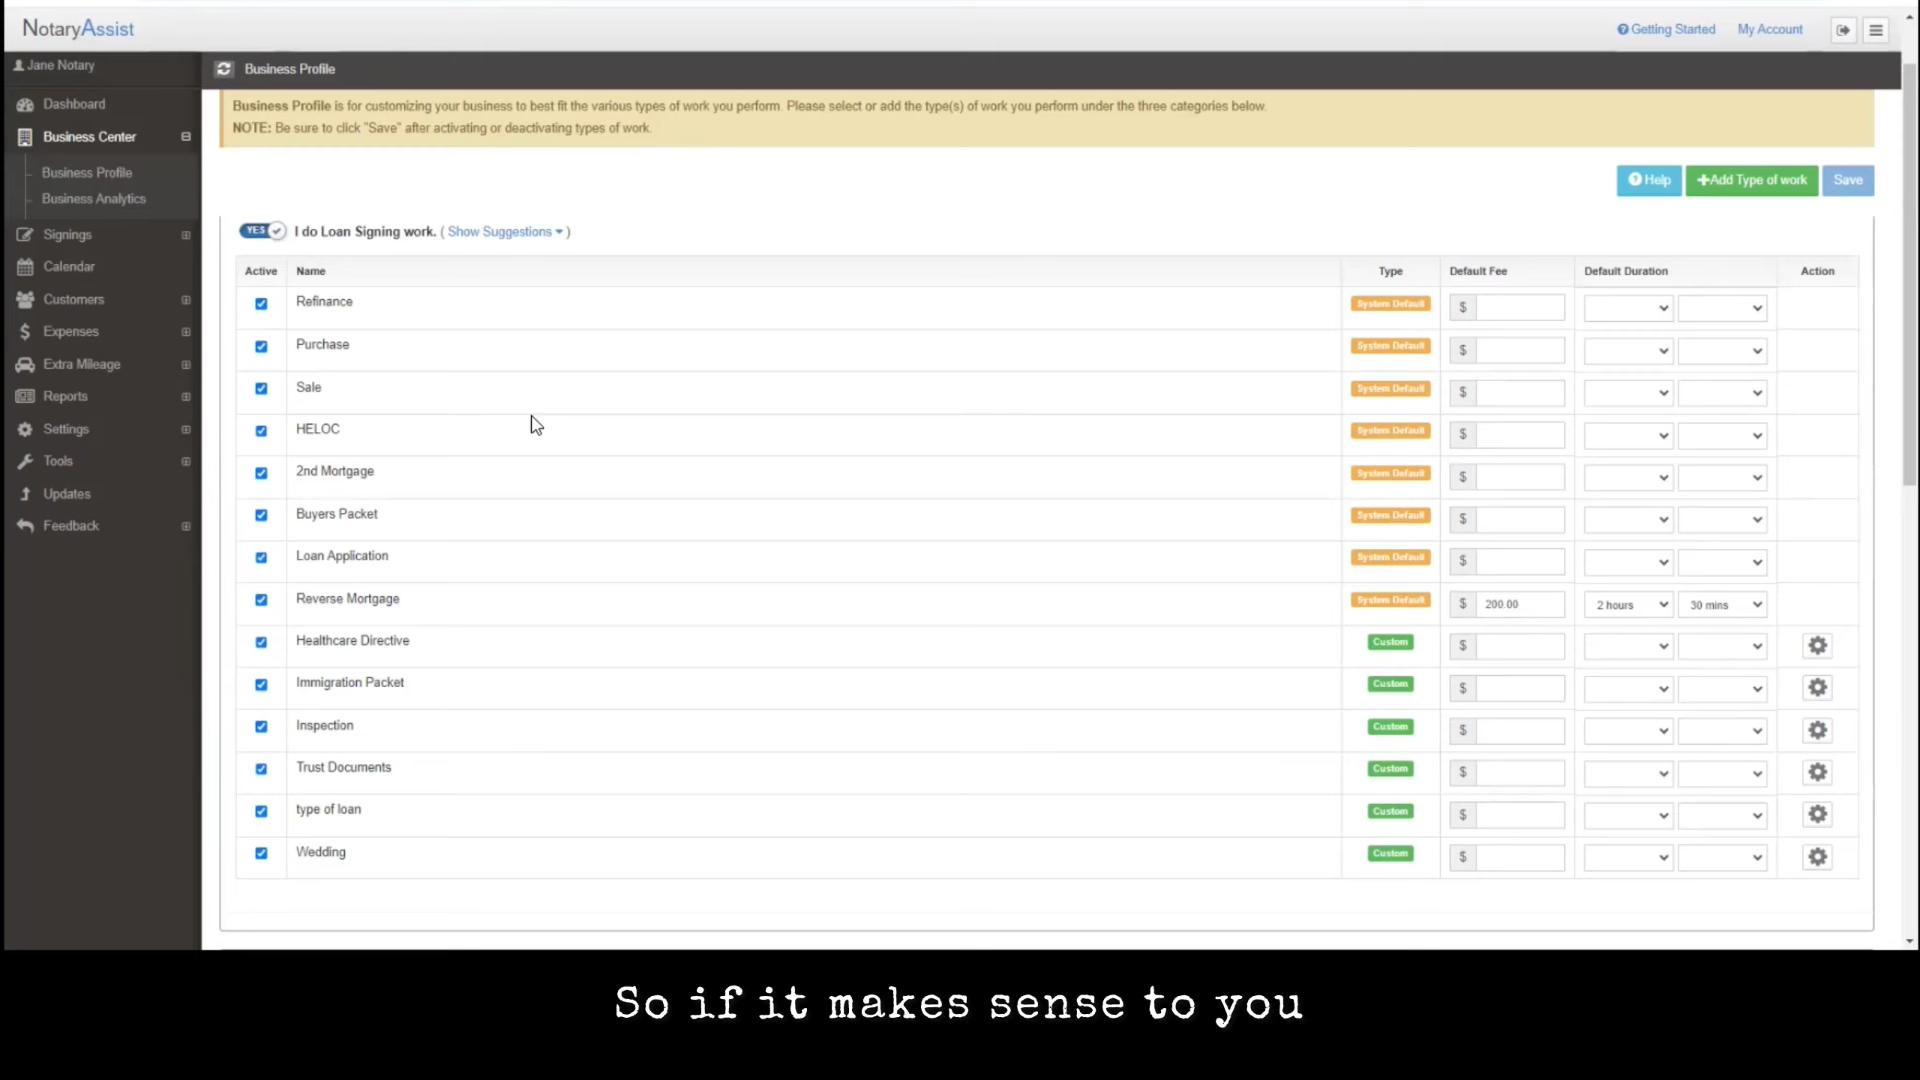 NotaryAssist
Getting Started
My Account
Jane Notary
Business Profile
Dashboard
Business Center
Business Profile
Business Analytics
Signings
Calendar
Customers
Expenses
Extra Mileage
Reports
Settings
Tools
Updates
Feedback
Business Profile is for customizing your business to best fit the various types of work you perform. Please select or add the type(s) of work you perform under the three categories below.
NOTE: Be sure to click "Save" after activating or deactivating types of work.
Help
Add Type of work
Save
YES I do Loan Signing work. ( Show Suggestions )
Active Name Type Default Fee Default Duration Action
Refinance System Default $
Purchase System Default $
Sale System Default $
HELOC System Default $
2nd Mortgage System Default $
Buyers Packet System Default $
Loan Application System Default $
Reverse Mortgage System Default $ 200.00 2 hours 30 mins
Healthcare Directive Custom $
Immigration Packet Custom $
Inspection Custom $
Trust Documents Custom $
type of loan Custom $
Wedding Custom $
So if it makes sense to you